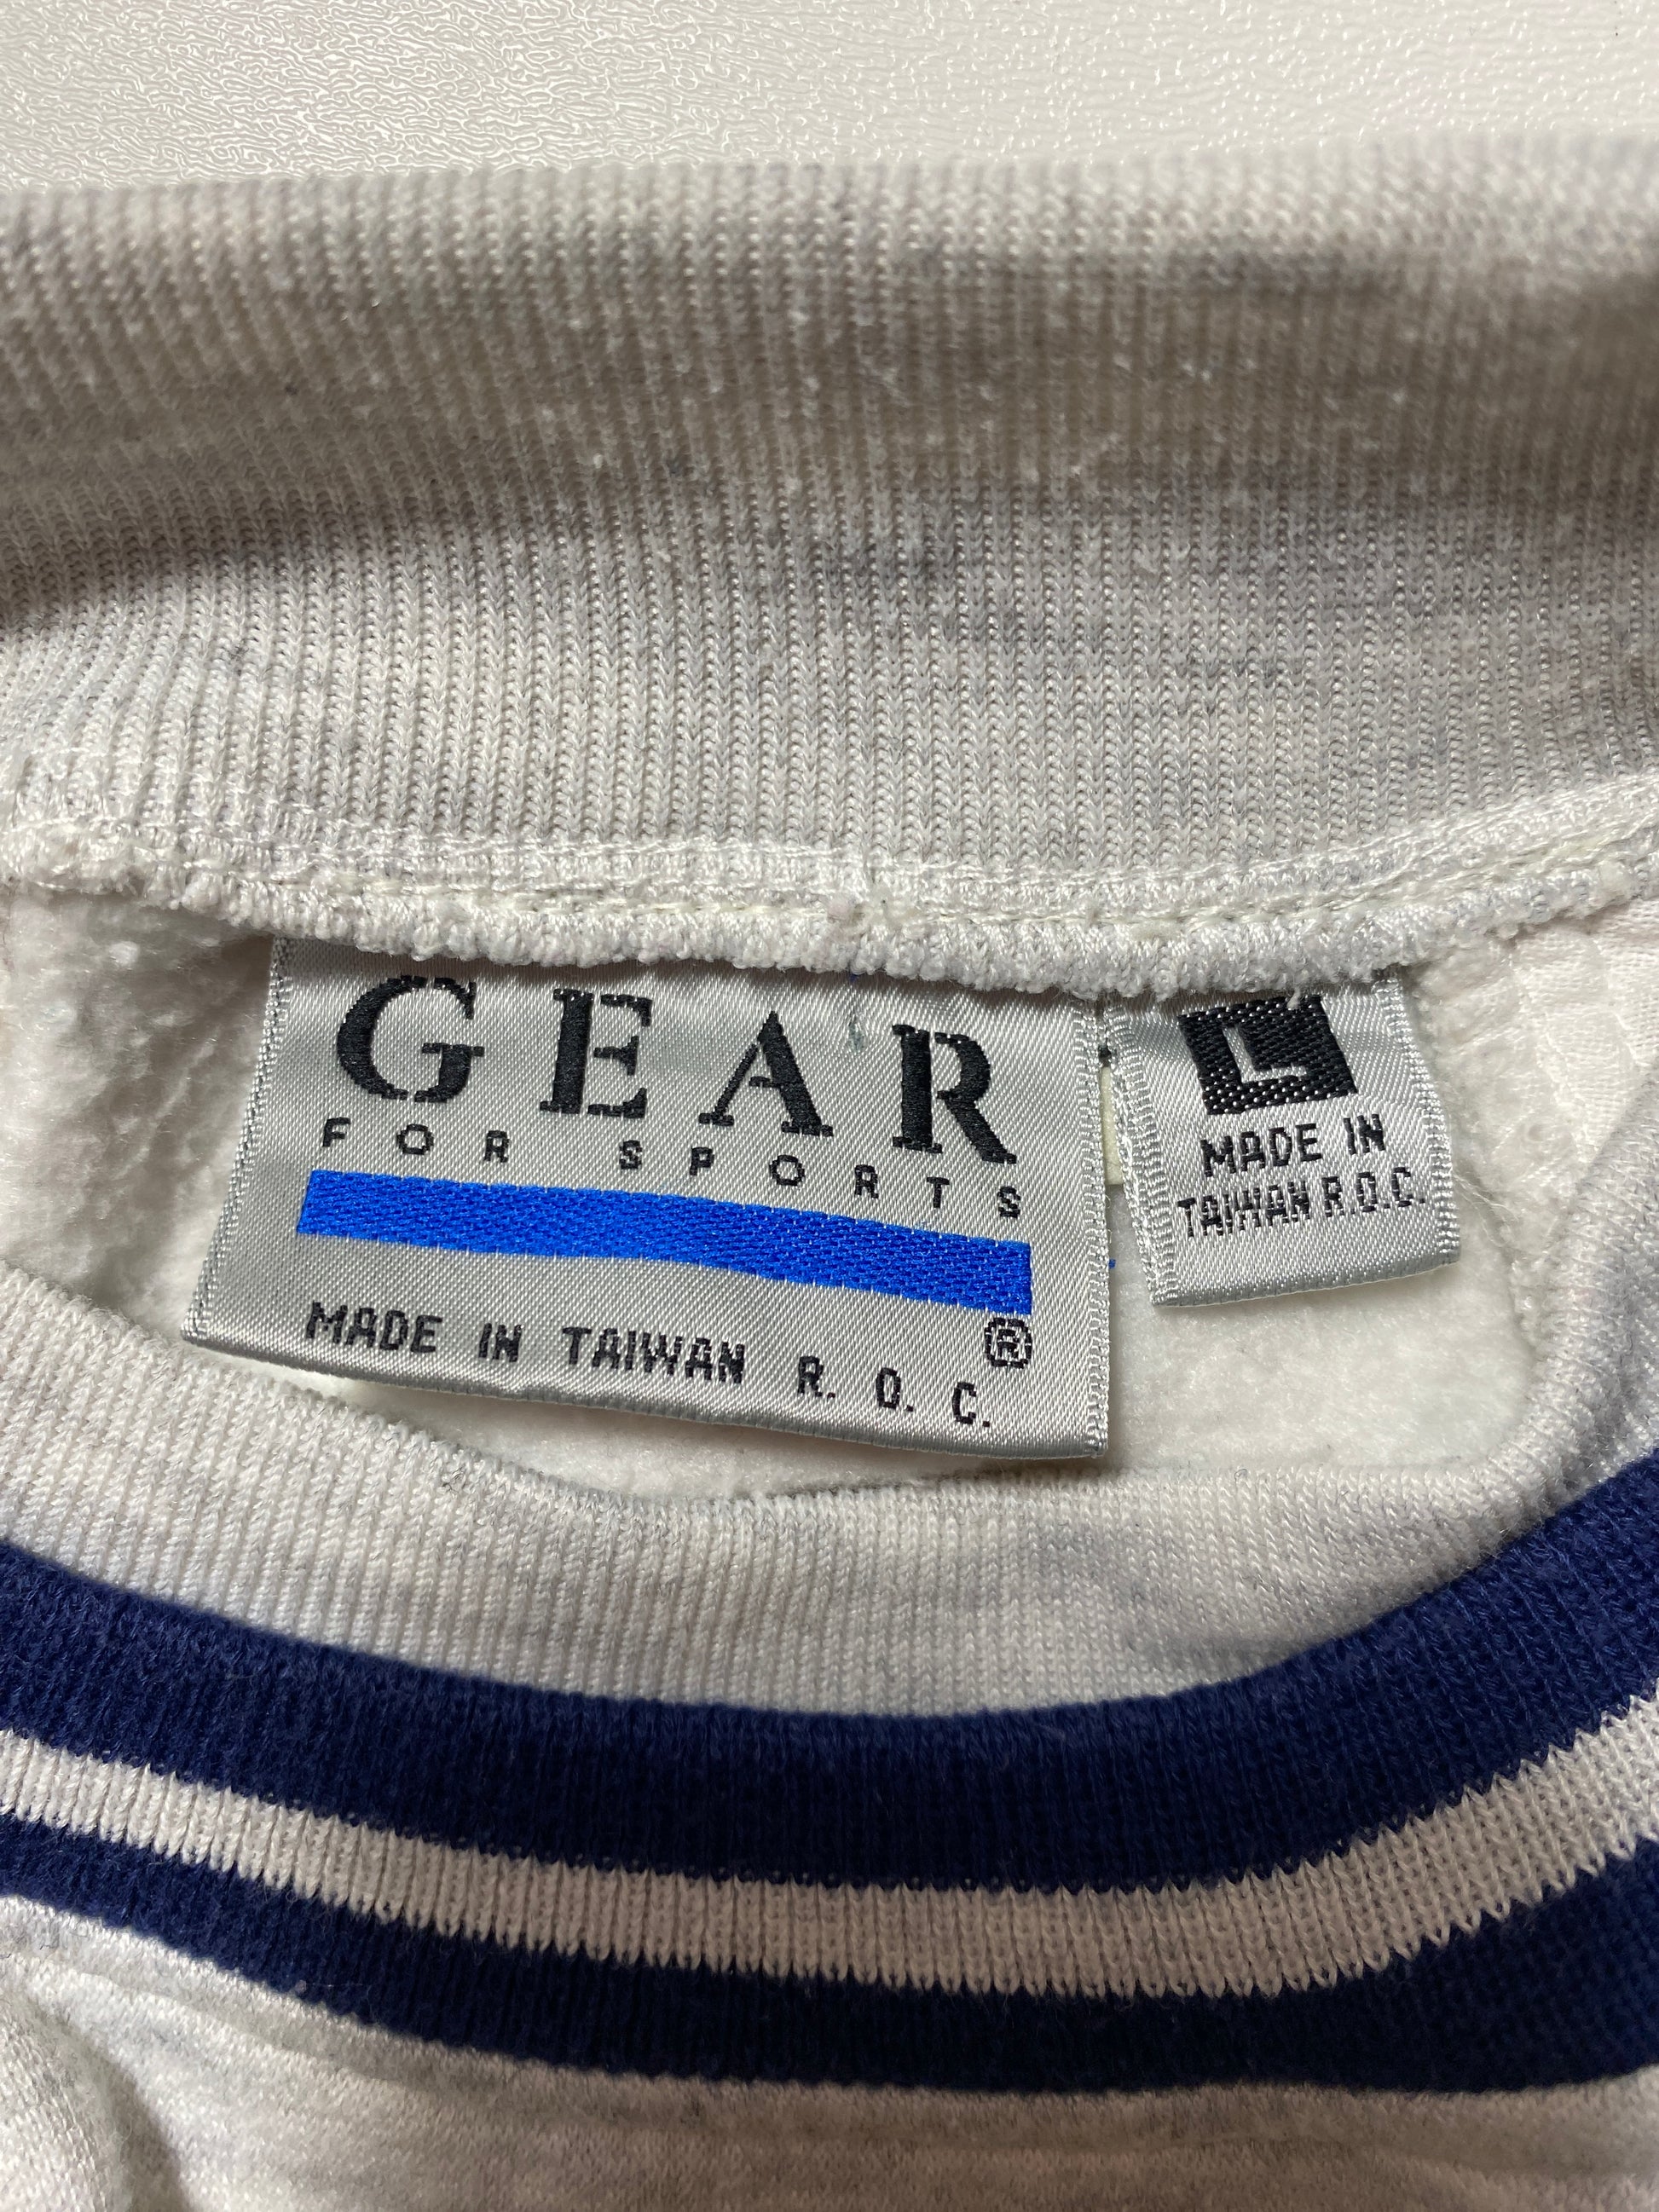 GEAR
FOR SPORTS
®
MADE IN TAIWAN R. O. C.
L
MADE IN
TAIWAN R.O.C.